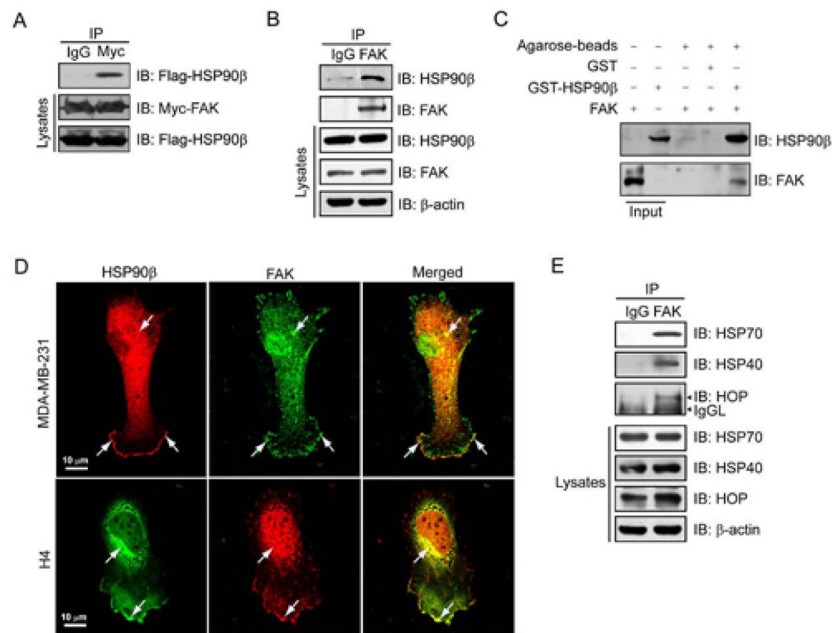 A
IP
IgG Myc
IB: Flag-HSP90β
IB: Myc-FAK
IB: Flag-HSP90β
Lysates
B
IP
IgG FAK
IB: HSP90β
IB: FAK
IB: HSP90β
IB: FAK
IB: β-actin
Lysates
C
Agarose-beads - - + + +
GST - - - + -
GST-HSP90β - + - - +
FAK + - + + +
IB: HSP90β
IB: FAK
Input
D
HSP90β FAK Merged
MDA-MB-231
10 μm
H4
10 μm
E
IP
IgG FAK
IB: HSP70
IB: HSP40
IB: HOP
IgGL
IB: HSP70
IB: HSP40
IB: HOP
IB: β-actin
Lysates